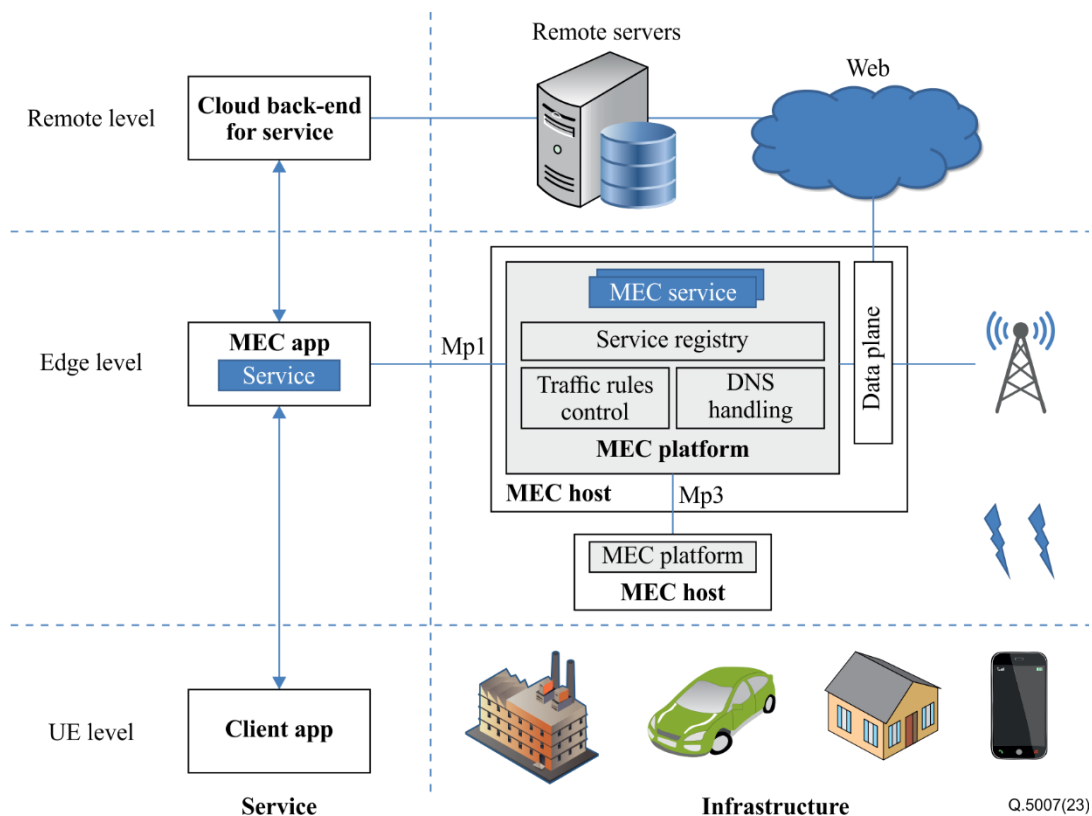 Remote servers
Web
Remote level
Cloud back-end
for service
MEC service
Edge level
MEC app
Service
Mp1
Service registry
Traffic rules
control
DNS
handling
MEC platform
Data plane
MEC host
Mp3
MEC platform
MEC host
UE level
Client app
Service
Infrastructure
Q.5007(23)